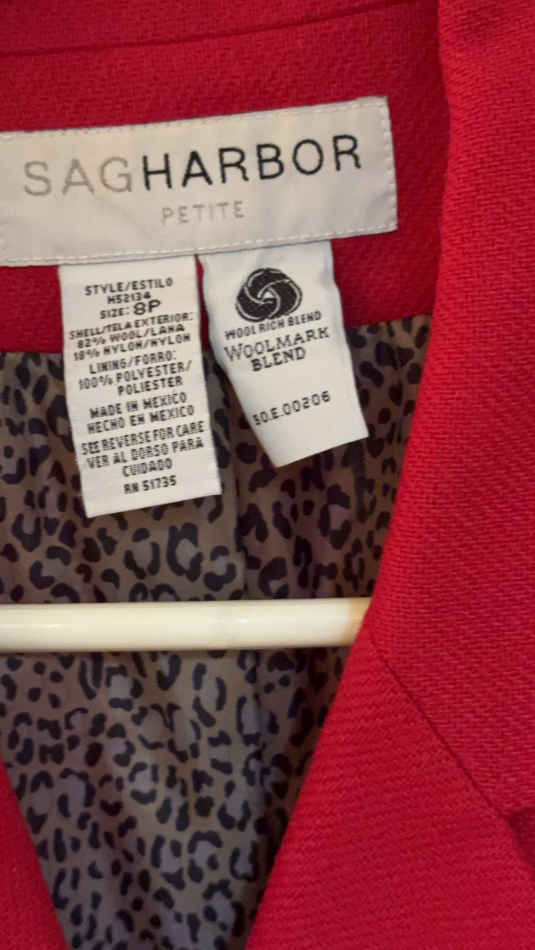 SAGHARBOR
PETITE
STYLE/ESTILO
H52134
SIZE: 8P
SHELL/TELA EXTERIOR:
82% WOOL/LANA
18% NYLON/NYLON
LINING/FORRO:
100% POLYESTER/
POLIESTER
MADE IN MEXICO
HECHO EN MEXICO
SEE REVERSE FOR CARE
VER AL DORSO PARA
CUIDADO
RN 51735
WOOL RICH BLEND
WOOLMARK
BLEND
50.E.00206